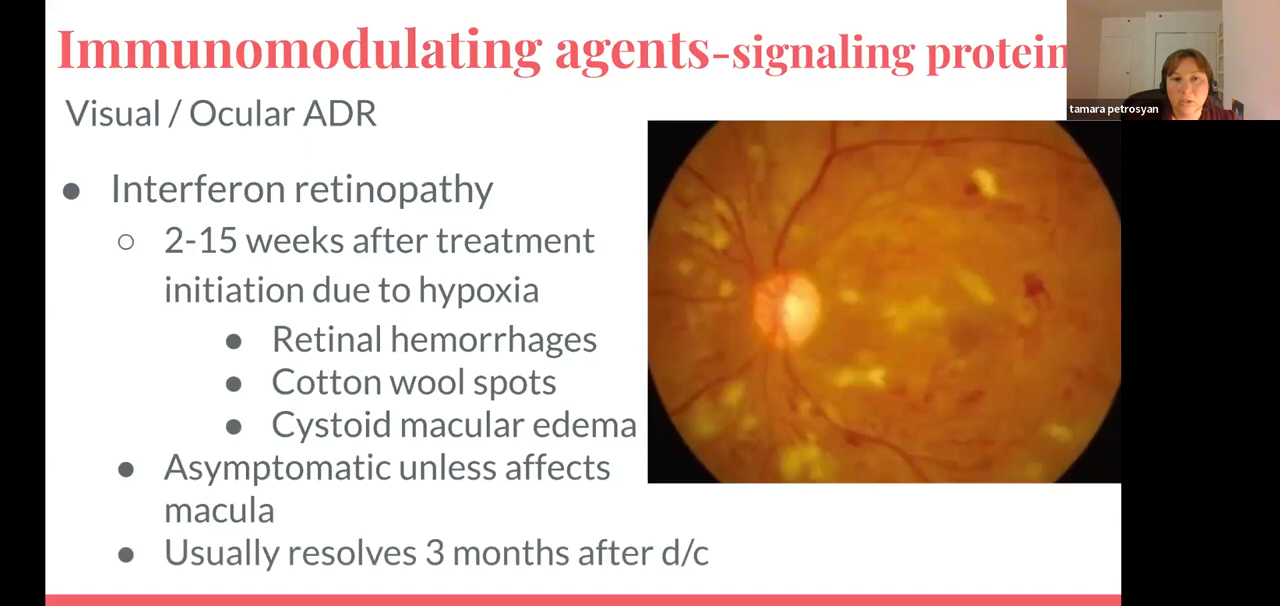 Immunomodulating agents-signaling protein
tamara petrosyan
Visual / Ocular ADR
● Interferon retinopathy
○ 2-15 weeks after treatment
initiation due to hypoxia
● Retinal hemorrhages
● Cotton wool spots
● Cystoid macular edema
● Asymptomatic unless affects
macula
● Usually resolves 3 months after d/c